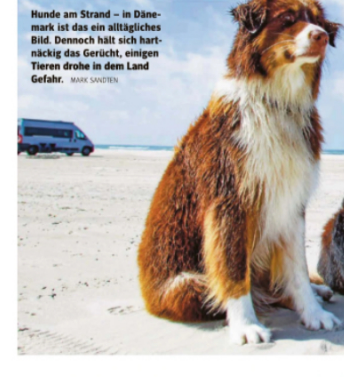 Hunde am Strand – in Däne-
mark ist das ein alltägliches
Bild. Dennoch hält sich hart-
näckig das Gerücht, einigen
Tieren drohe in dem Land
Gefahr. MARK SANDTEN